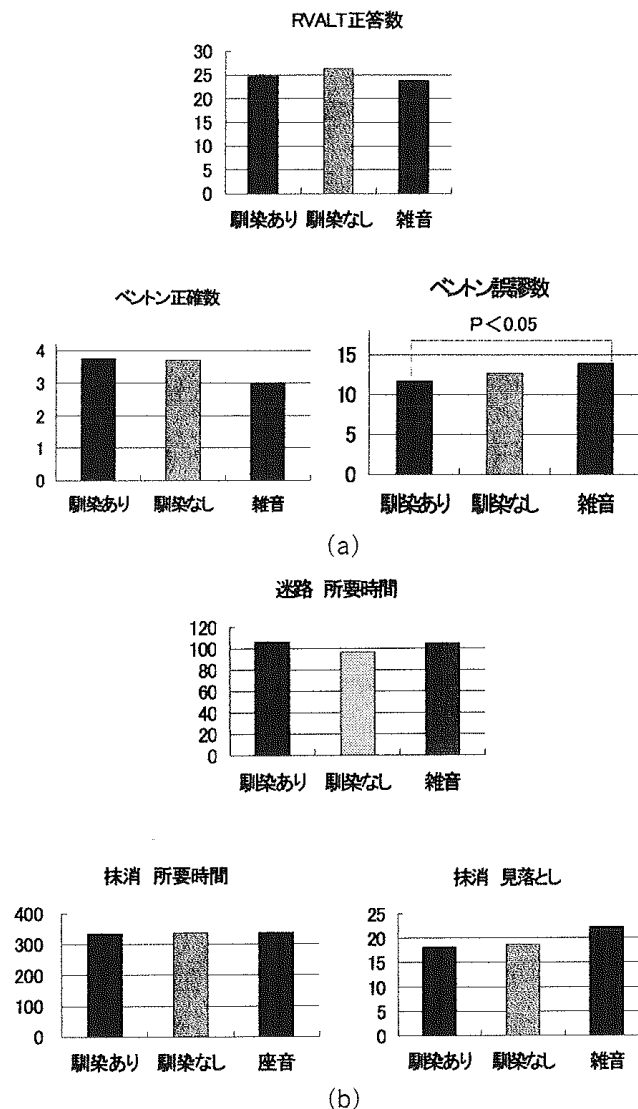 RVALT正答数
30
25
20
15
10
5
0
馴染あり 馴染なし 雑音
ベントン正確数
4
3
2
1
0
馴染あり 馴染なし 雑音
ベントン誤謬数
P<0.05
15
10
5
0
馴染あり 馴染なし 雑音
(a)
迷路 所要時間
120
100
80
60
40
20
0
馴染あり 馴染なし 雑音
抹消 所要時間
400
300
200
100
0
馴染あり 馴染なし 座音
抹消 見落とし
25
20
15
10
5
0
馴染あり 馴染なし 雑音
(b)